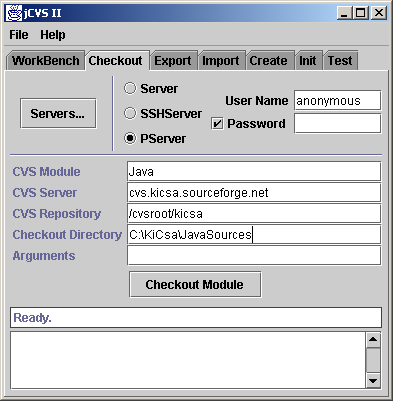 jCVS II
File Help
WorkBench Checkout Export Import Create Init Test
Servers...
Server
SSHServer
PServer
User Name anonymous
Password
CVS Module Java
CVS Server cvs.kicsa.sourceforge.net
CVS Repository /cvsroot/kicsa
Checkout Directory C:\KiCsa\JavaSources
Arguments
Checkout Module
Ready.